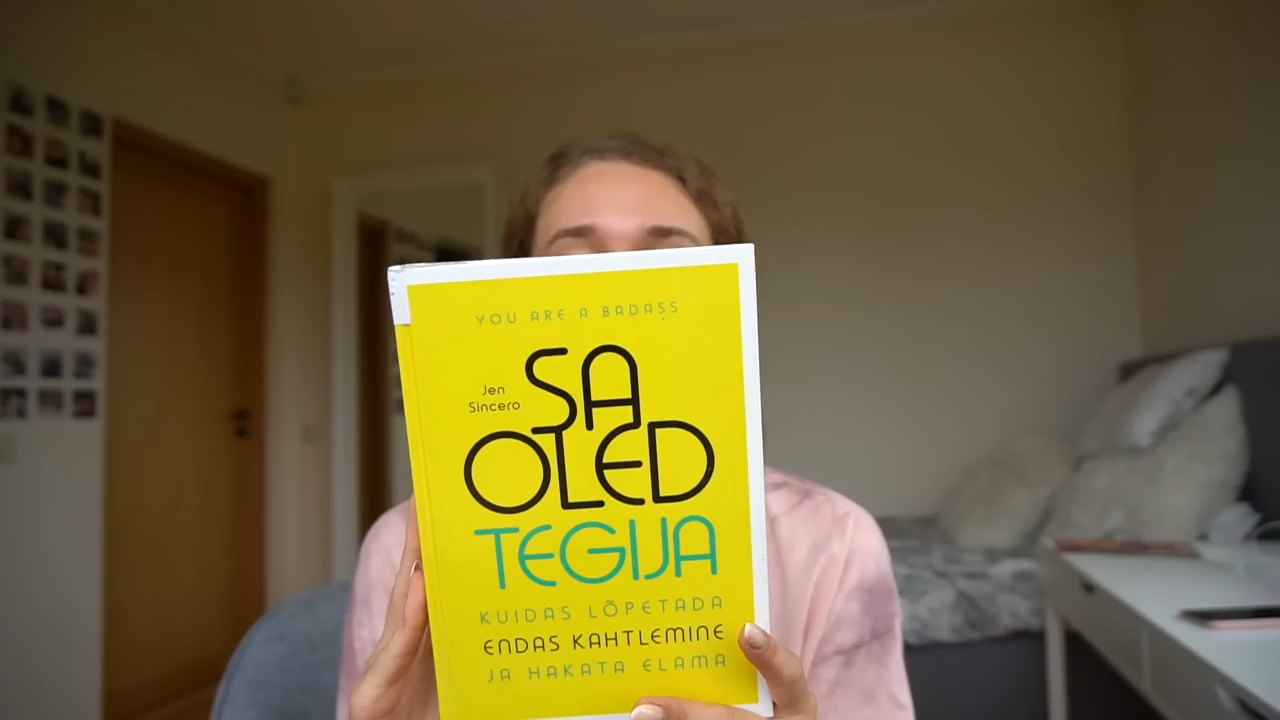 YOU ARE A BADASS
Jen
Sincero
SA
OLED
TEGIJA
KUIDAS LÕPETADA
ENDAS KAHTLEMINE
JA HAKATA ELAMA